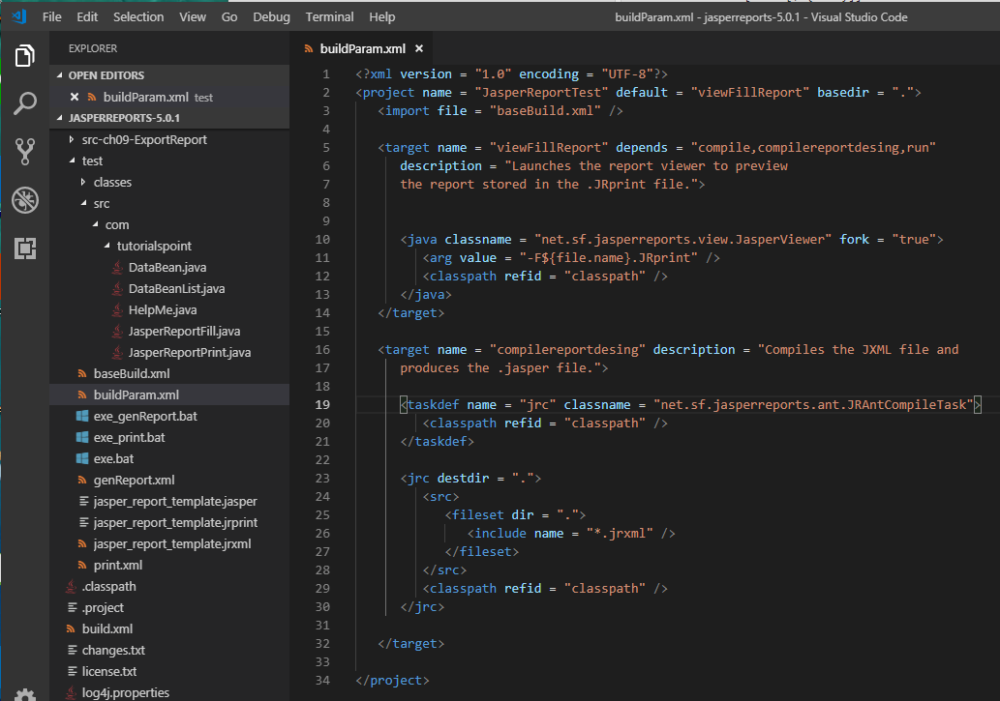 File Edit Selection View Go Debug Terminal Help buildParam.xml - jasperreports-5.0.1 - Visual Studio Code
EXPLORER
OPEN EDITORS
buildParam.xml test
JASPERREPORTS-5.0.1
src-ch09-ExportReport
test
classes
src
com
tutorialspoint
DataBean.java
DataBeanList.java
HelpMe.java
JasperReportFill.java
JasperReportPrint.java
baseBuild.xml
buildParam.xml
exe_genReport.bat
exe_print.bat
exe.bat
genReport.xml
jasper_report_template.jasper
jasper_report_template.jrprint
jasper_report_template.jrxml
print.xml
.classpath
.project
build.xml
changes.txt
license.txt
log4j.properties
buildParam.xml
1 <?xml version = "1.0" encoding = "UTF-8"?>
2 <project name = "JasperReportTest" default = "viewFillReport" basedir = ".">
3 <import file = "baseBuild.xml" />
4
5 <target name = "viewFillReport" depends = "compile,compilereportdesing,run"
6 description = "Launches the report viewer to preview
7 the report stored in the .JRprint file.">
8
9
10 <java classname = "net.sf.jasperreports.view.JasperViewer" fork = "true">
11 <arg value = "-F${file.name}.JRprint" />
12 <classpath refid = "classpath" />
13 </java>
14 </target>
15
16 <target name = "compilereportdesing" description = "Compiles the JXML file and
17 produces the .jasper file.">
18
19 <taskdef name = "jrc" classname = "net.sf.jasperreports.ant.JRAntCompileTask">
20 <classpath refid = "classpath" />
21 </taskdef>
22
23 <jrc destdir = ".">
24 <src>
25 <fileset dir = ".">
26 <include name = "*.jrxml" />
27 </fileset>
28 </src>
29 <classpath refid = "classpath" />
30 </jrc>
31
32 </target>
33
34 </project>